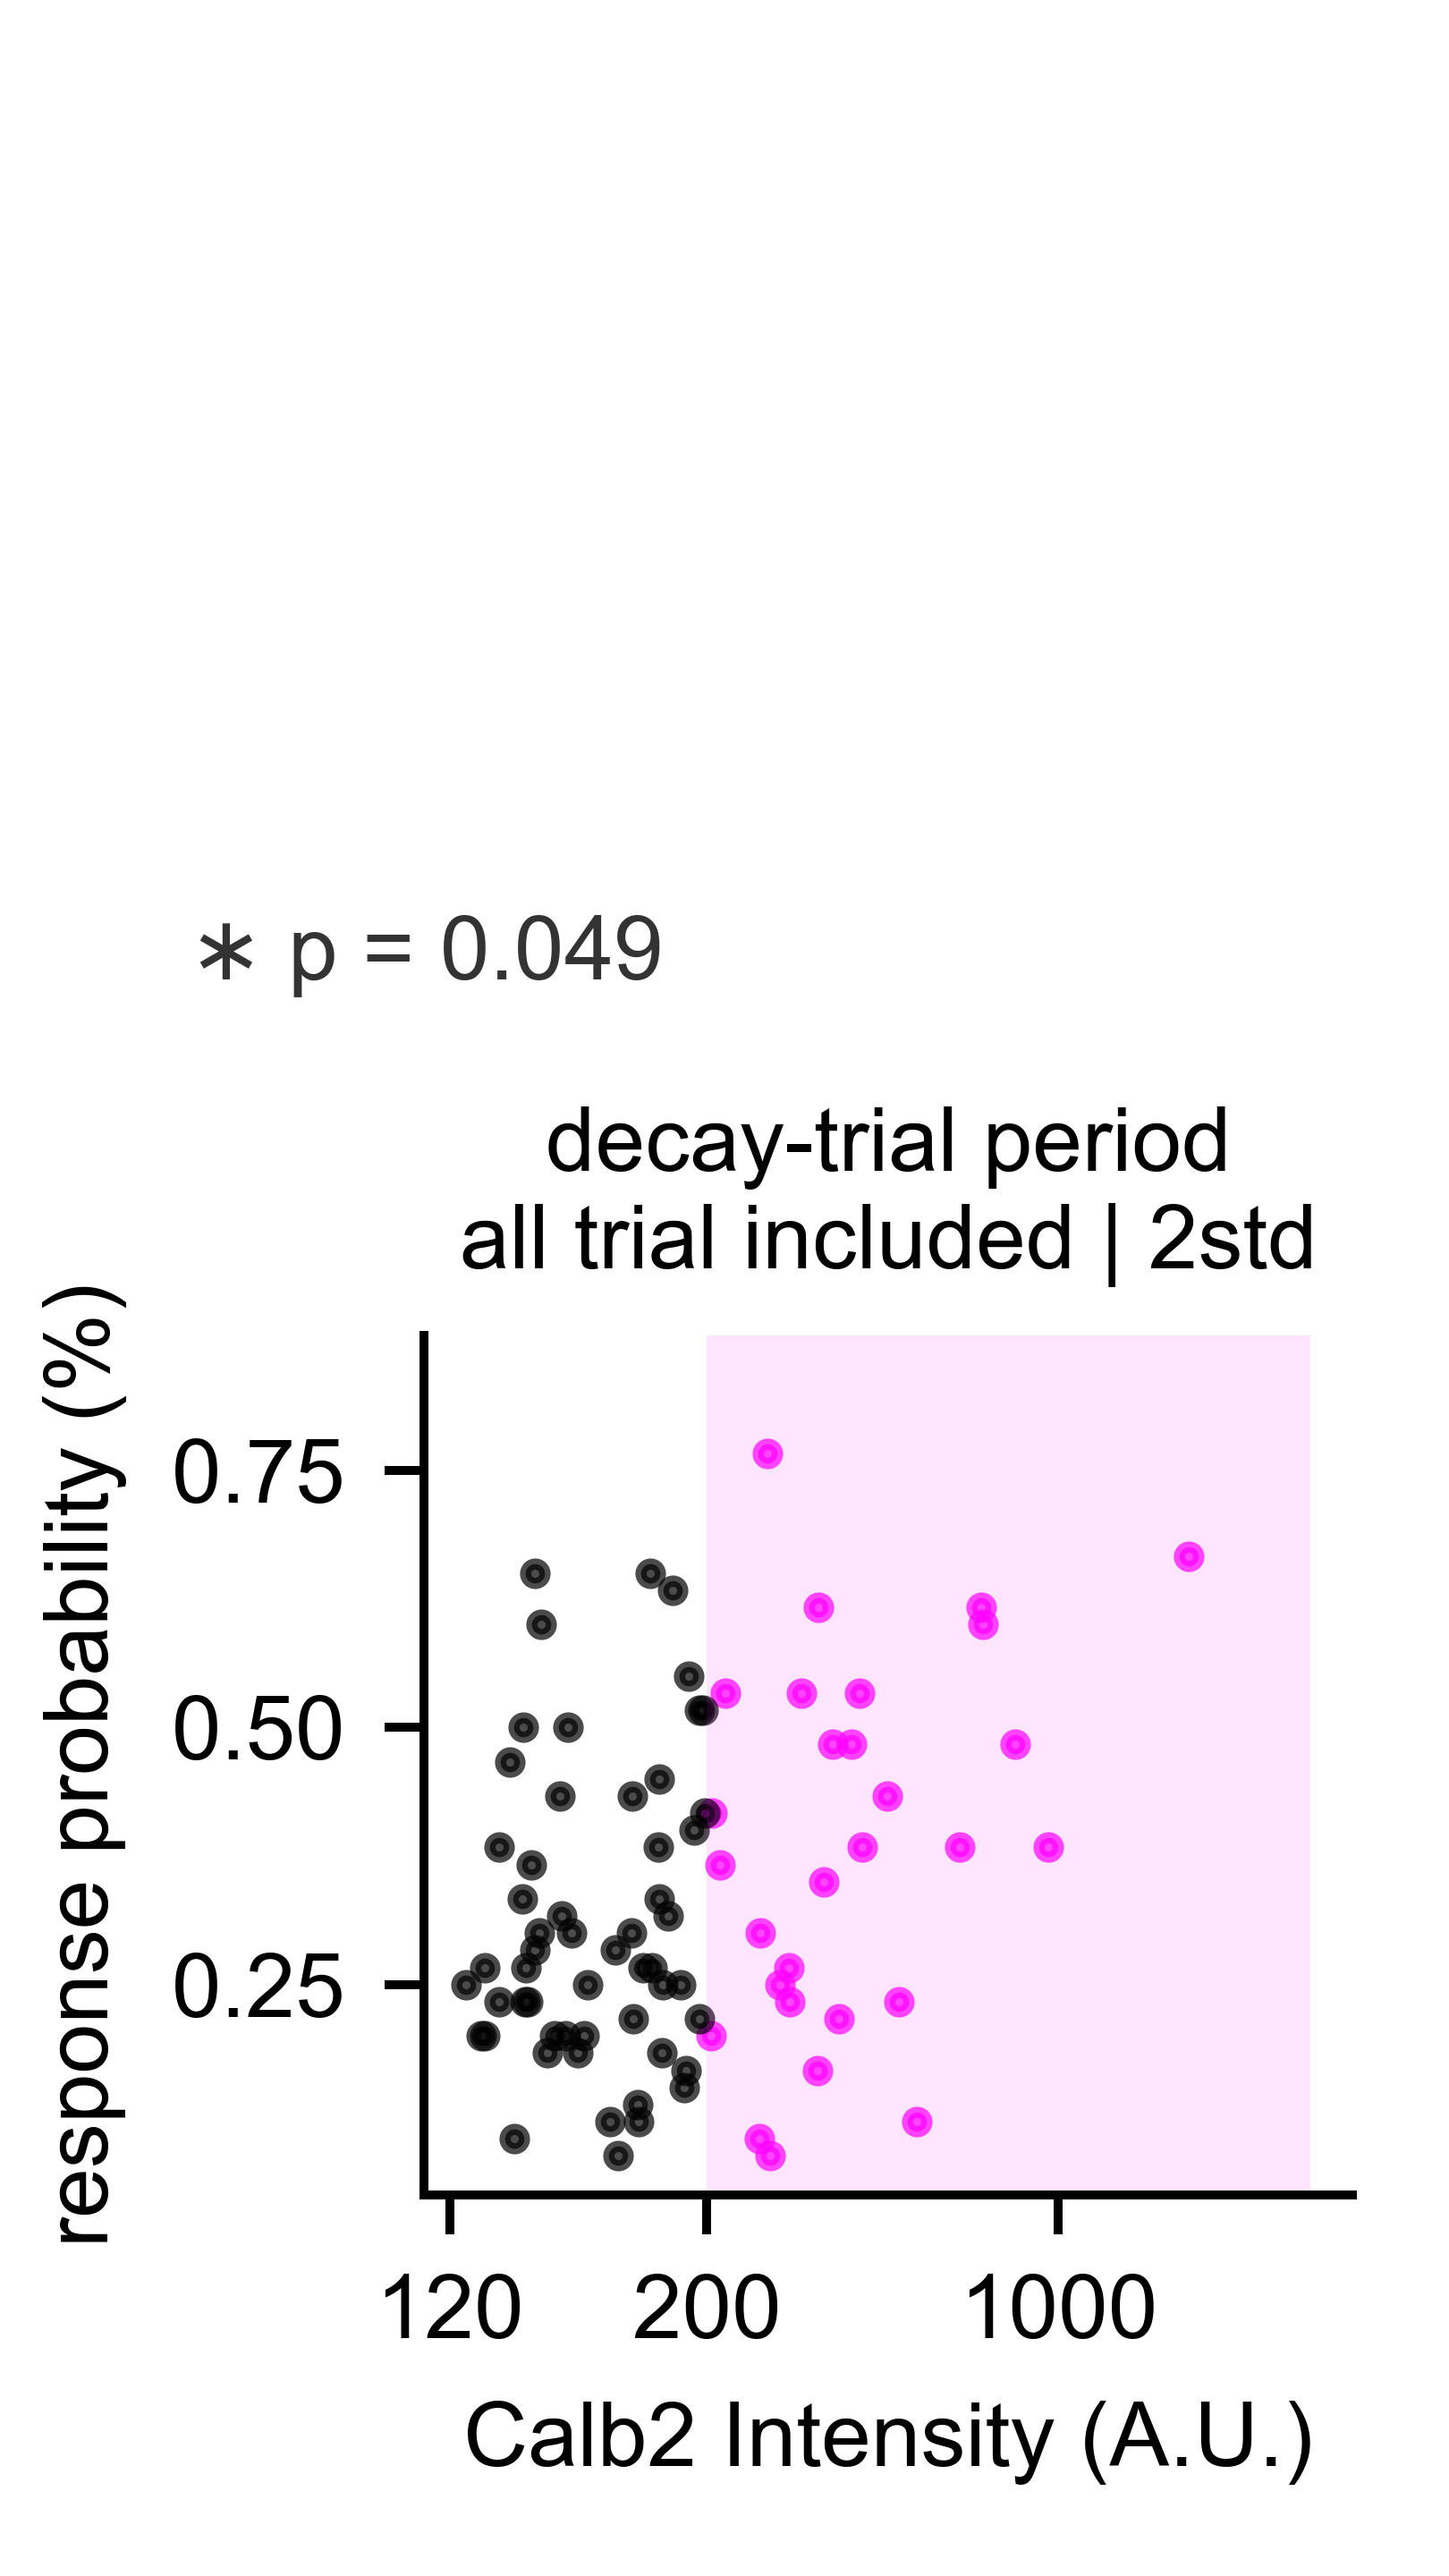 ∗ p = 0.049
decay-trial period
all trial included | 2std
response probability (%)
0.75
0.50
0.25
120 200 1000
Calb2 Intensity (A.U.)